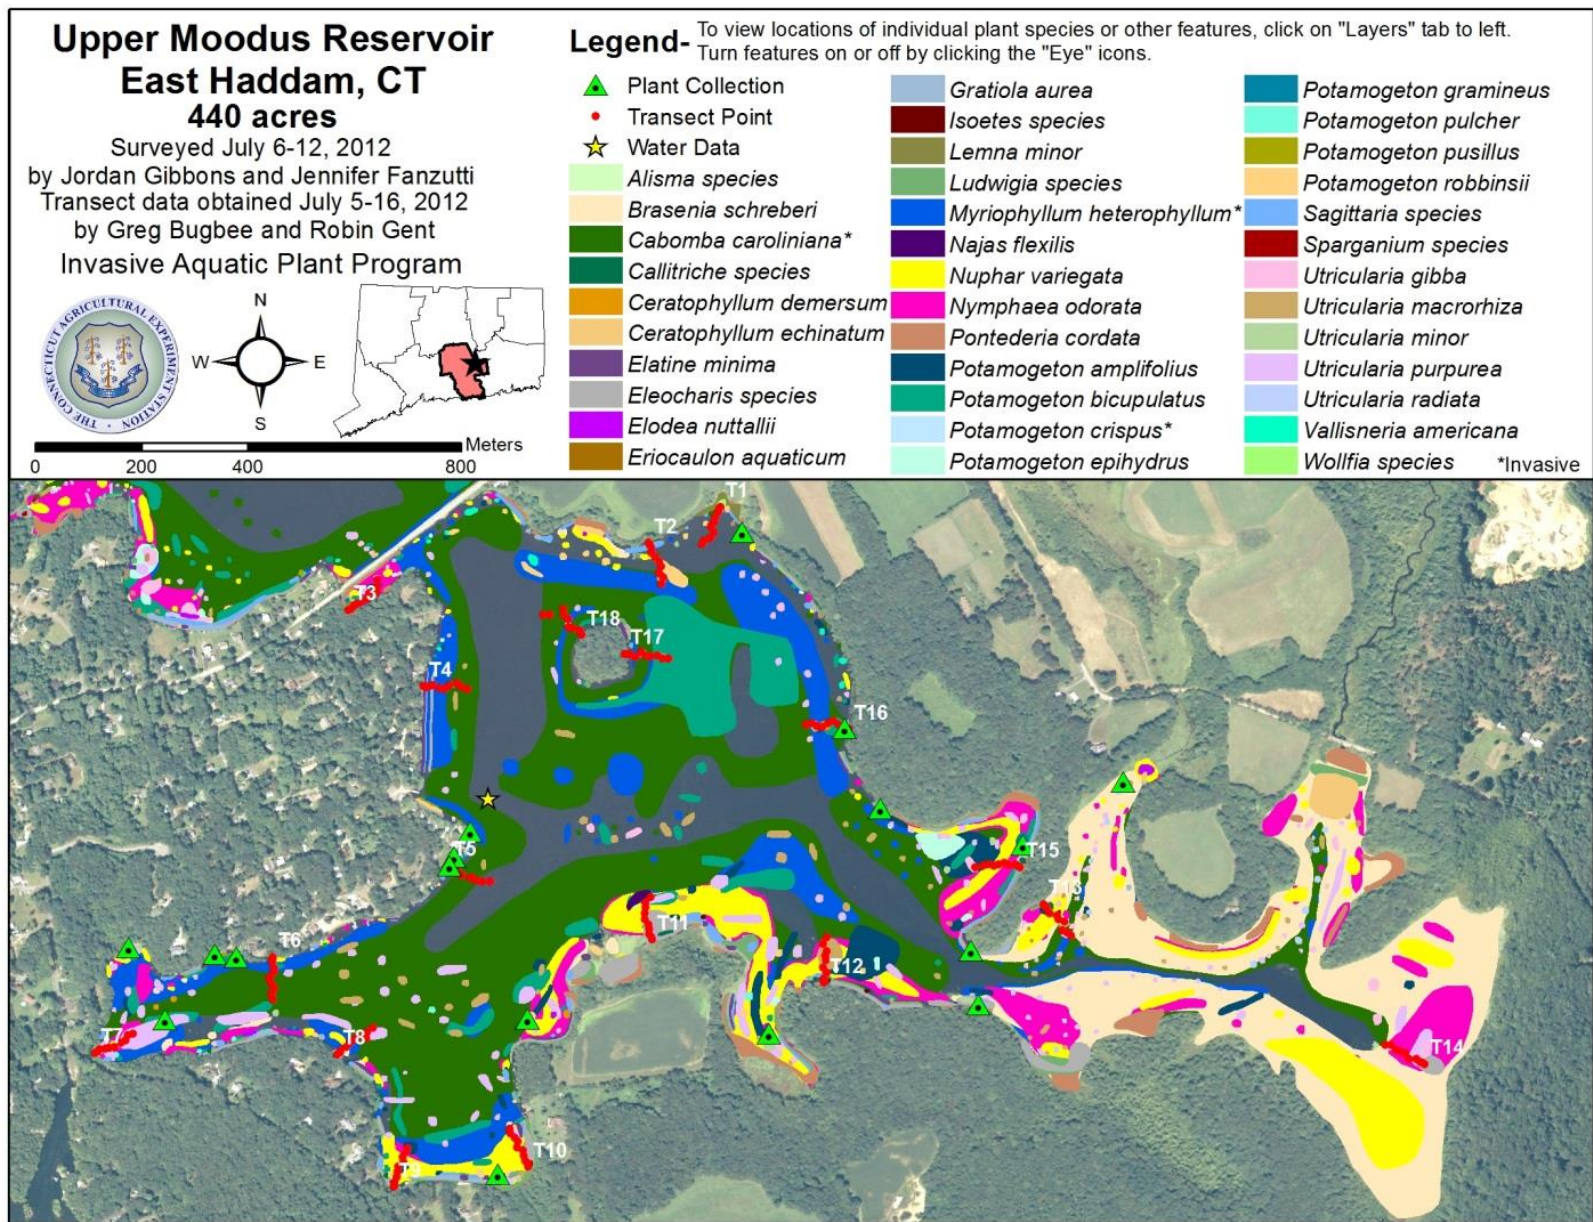 Upper Moodus Reservoir
East Haddam, CT
440 acres
Surveyed July 6-12, 2012
by Jordan Gibbons and Jennifer Fanzutti
Transect data obtained July 5-16, 2012
by Greg Bugbee and Robin Gent
Invasive Aquatic Plant Program
THE CONNECTICUT AGRICULTURAL EXPERIMENT STATION
N
W
E
S
Meters
0 200 400 800
Legend-
To view locations of individual plant species or other features, click on "Layers" tab to left.
Turn features on or off by clicking the "Eye" icons.
Plant Collection
Transect Point
Water Data
Alisma species
Brasenia schreberi
Cabomba caroliniana*
Callitriche species
Ceratophyllum demersum
Ceratophyllum echinatum
Elatine minima
Eleocharis species
Elodea nuttallii
Eriocaulon aquaticum
Gratiola aurea
Isoetes species
Lemna minor
Ludwigia species
Myriophyllum heterophyllum*
Najas flexilis
Nuphar variegata
Nymphaea odorata
Pontederia cordata
Potamogeton amplifolius
Potamogeton bicupulatus
Potamogeton crispus*
Potamogeton epihydrus
Potamogeton gramineus
Potamogeton pulcher
Potamogeton pusillus
Potamogeton robbinsii
Sagittaria species
Sparganium species
Utricularia gibba
Utricularia macrorhiza
Utricularia minor
Utricularia purpurea
Utricularia radiata
Vallisneria americana
Wollfia species
*Invasive
T1
T2
T3
T18
T17
T4
T16
T5
T15
T13
T11
T6
T12
T7
T8
T14
T10
T9